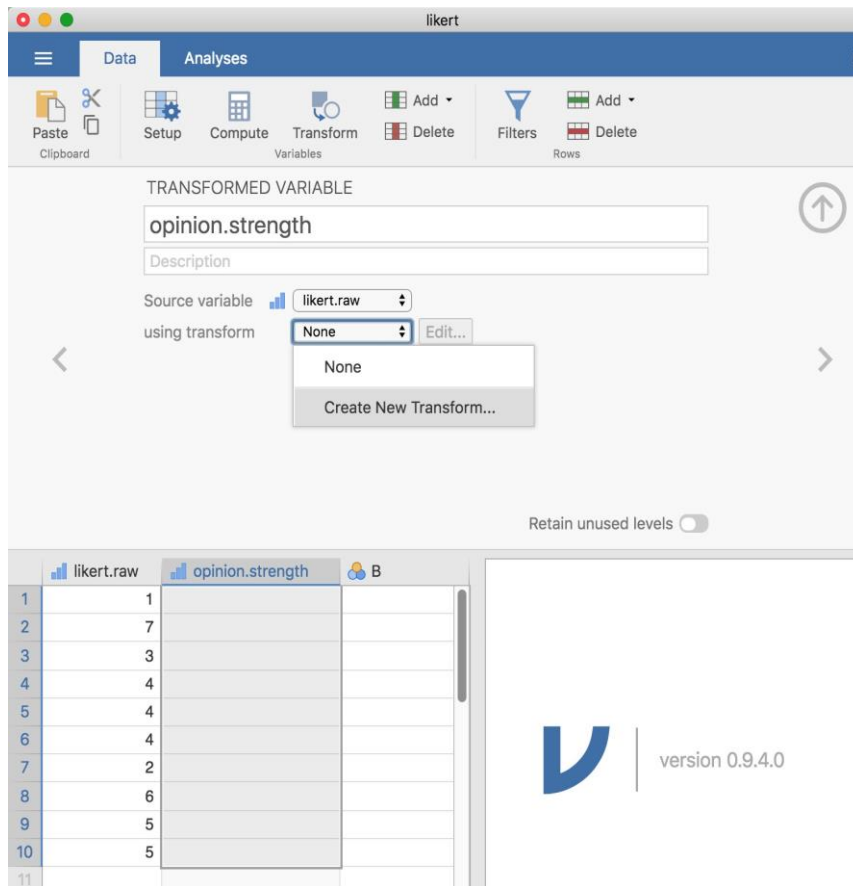 likert
Data Analyses
Paste Setup Compute Transform Add Delete Filters Add Delete
Clipboard Variables Rows
TRANSFORMED VARIABLE
opinion.strength
Description
Source variable likert.raw
using transform None Edit...
None
Create New Transform...
Retain unused levels
likert.raw opinion.strength B
1 1
2 7
3 3
4 4
5 4
6 4
7 2
8 6
9 5
10 5
11
version 0.9.4.0